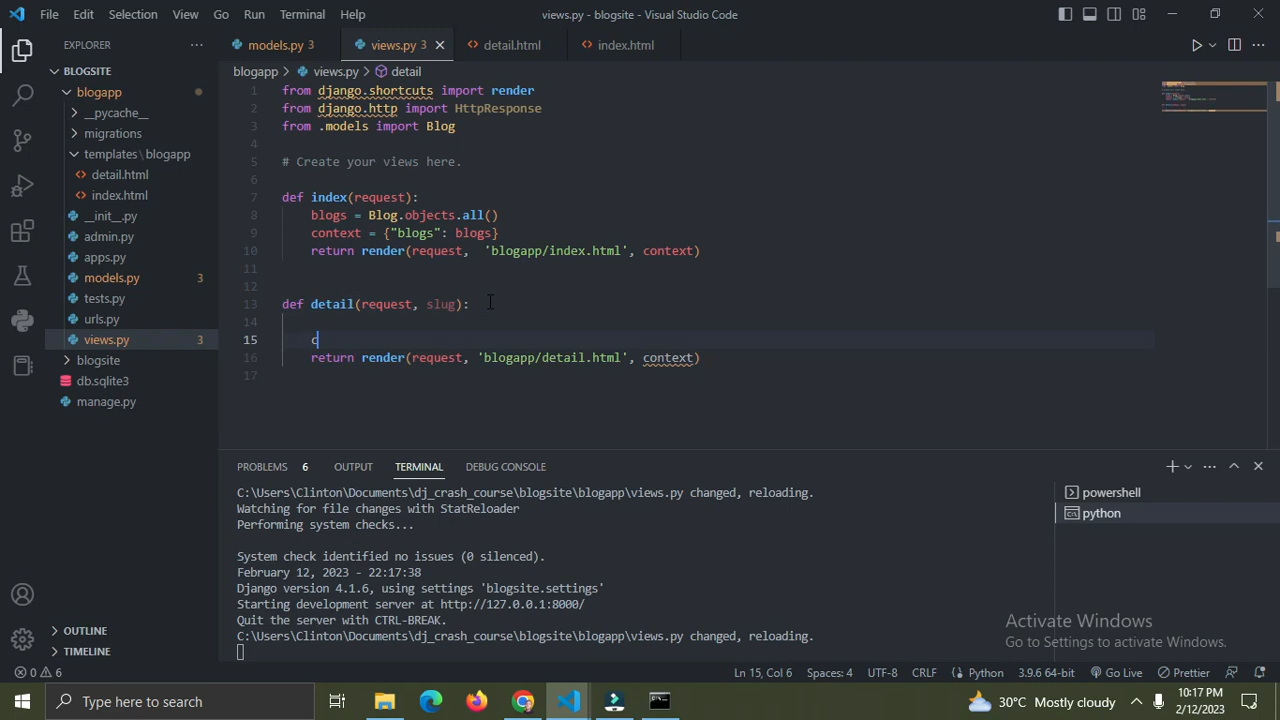 File Edit Selection View Go Run Terminal Help
views.py - blogsite - Visual Studio Code
EXPLORER
models.py 3
views.py 3
detail.html
index.html
BLOGSITE
blogapp
__pycache__
migrations
templates\blogapp
detail.html
index.html
__init__.py
admin.py
apps.py
models.py 3
tests.py
urls.py
views.py 3
blogsite
db.sqlite3
manage.py
OUTLINE
TIMELINE
blogapp > views.py > detail
1 from django.shortcuts import render
2 from django.http import HttpResponse
3 from .models import Blog
4
5 # Create your views here.
6
7 def index(request):
8 blogs = Blog.objects.all()
9 context = {"blogs": blogs}
10 return render(request,  'blogapp/index.html', context)
11
12
13 def detail(request, slug):
14
15 c
16 return render(request, 'blogapp/detail.html', context)
17
PROBLEMS 6 OUTPUT TERMINAL DEBUG CONSOLE
C:\Users\Clinton\Documents\dj_crash_course\blogsite\blogapp\views.py changed, reloading.
Watching for file changes with StatReloader
Performing system checks...
System check identified no issues (0 silenced).
February 12, 2023 - 22:17:38
Django version 4.1.6, using settings 'blogsite.settings'
Starting development server at http://127.0.0.1:8000/
Quit the server with CTRL-BREAK.
C:\Users\Clinton\Documents\dj_crash_course\blogsite\blogapp\views.py changed, reloading.
powershell
python
Activate Windows
Go to Settings to activate Windows.
0 6
Ln 15, Col 6 Spaces: 4 UTF-8 CRLF Python 3.9.6 64-bit Go Live Prettier
Type here to search
30°C Mostly cloudy
10:17 PM
2/12/2023